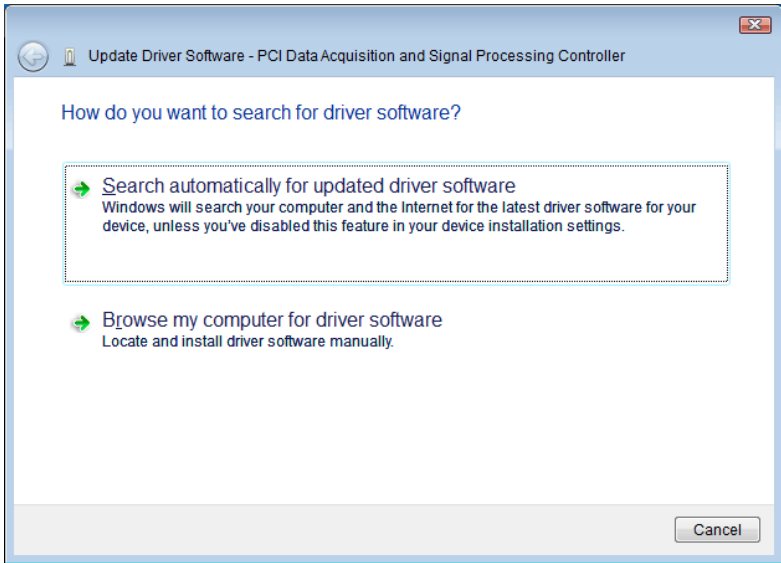 Update Driver Software - PCI Data Acquisition and Signal Processing Controller
How do you want to search for driver software?
Search automatically for updated driver software
Windows will search your computer and the Internet for the latest driver software for your
device, unless you've disabled this feature in your device installation settings.
Browse my computer for driver software
Locate and install driver software manually.
Cancel